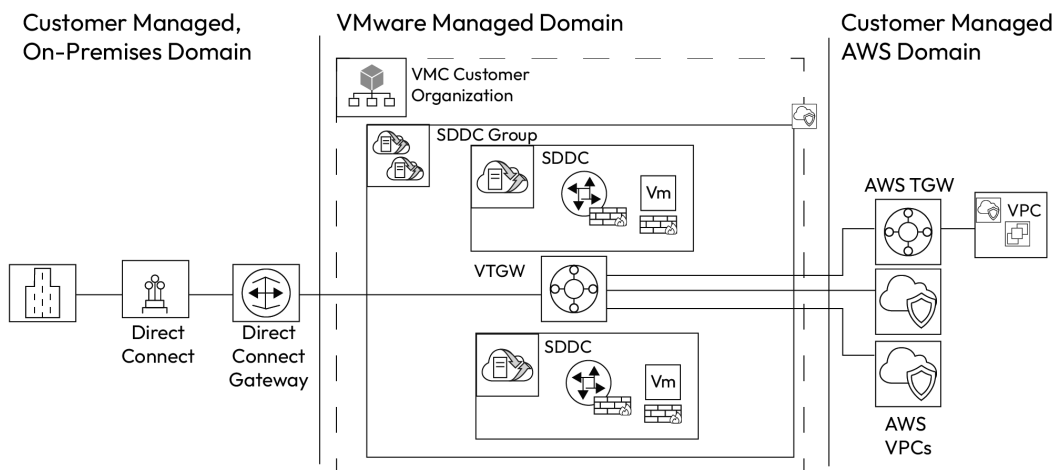 Customer Managed,
On-Premises Domain
VMware Managed Domain
Customer Managed
AWS Domain
VMC Customer
Organization
SDDC Group
SDDC
Vm
AWS TGW
VPC
VTGW
Direct
Connect
Direct
Connect
Gateway
SDDC
Vm
AWS
VPCs